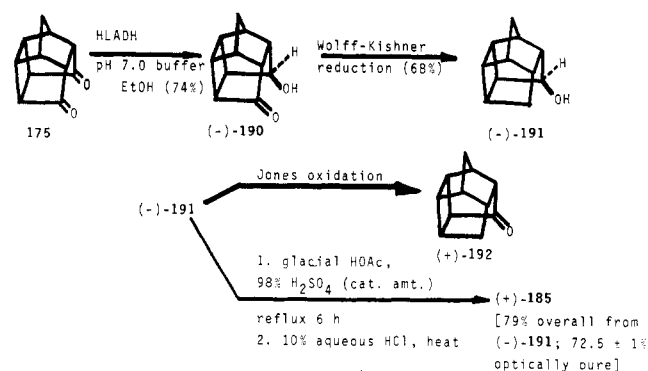 HLADH
pH 7.0 buffer
EtOH (74%)
O
O
175
H
OH
O
(-)-190
Wolff-Kishner
reduction (68%)
H
OH
(-)-191
(-)-191
Jones oxidation
O
(+)-192
1. glacial HOAc,
98% H₂SO₄ (cat. amt.)
reflux 6 h
2. 10% aqueous HCl, heat
(+)-185
[79% overall from
(-)-191; 72.5 ± 1%
optically pure]